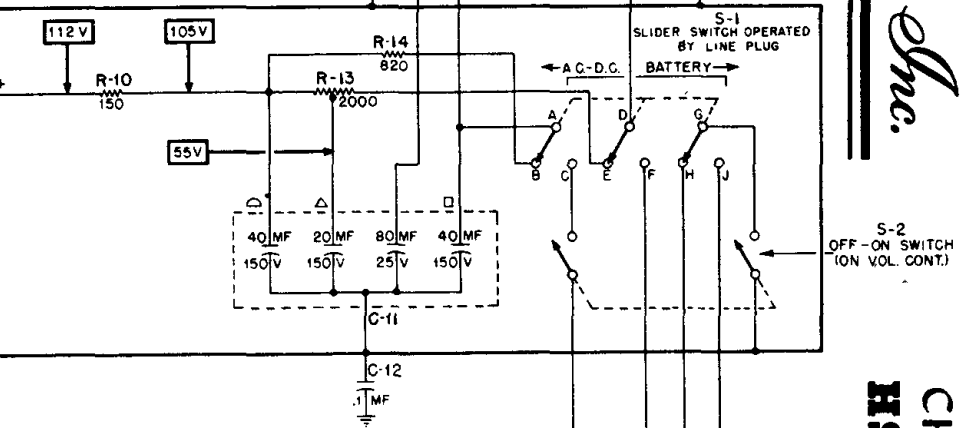 S-1
SLIDER SWITCH OPERATED
BY LINE PLUG
112 V
105V
R-14
820
A C.-D.C.
BATTERY
+
R-10
150
R-13
2000
A
D
G
55V
B
C
E
F
H
J
40 MF
150 V
20 MF
150 V
80 MF
25 V
40 MF
150 V
S-2
OFF-ON SWITCH
(ON VOL. CONT.)
C-11
C-12
.1 MF
Inc.